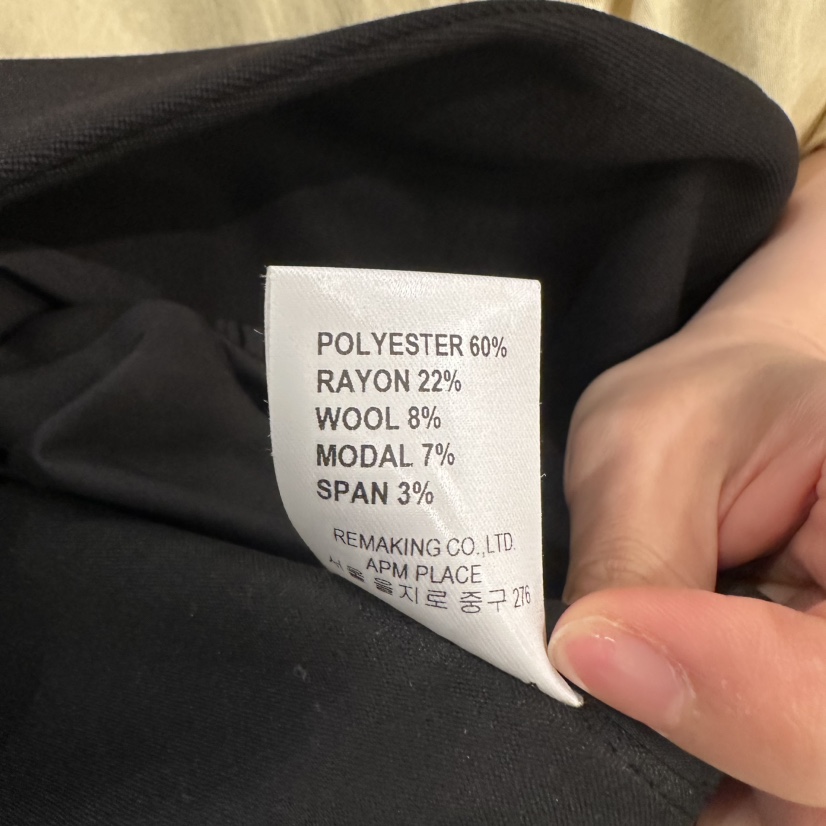 POLYESTER 60%
RAYON 22%
WOOL 8%
MODAL 7%
SPAN 3%
REMAKING CO.,LTD.
APM PLACE
서울 을지로 중구 276